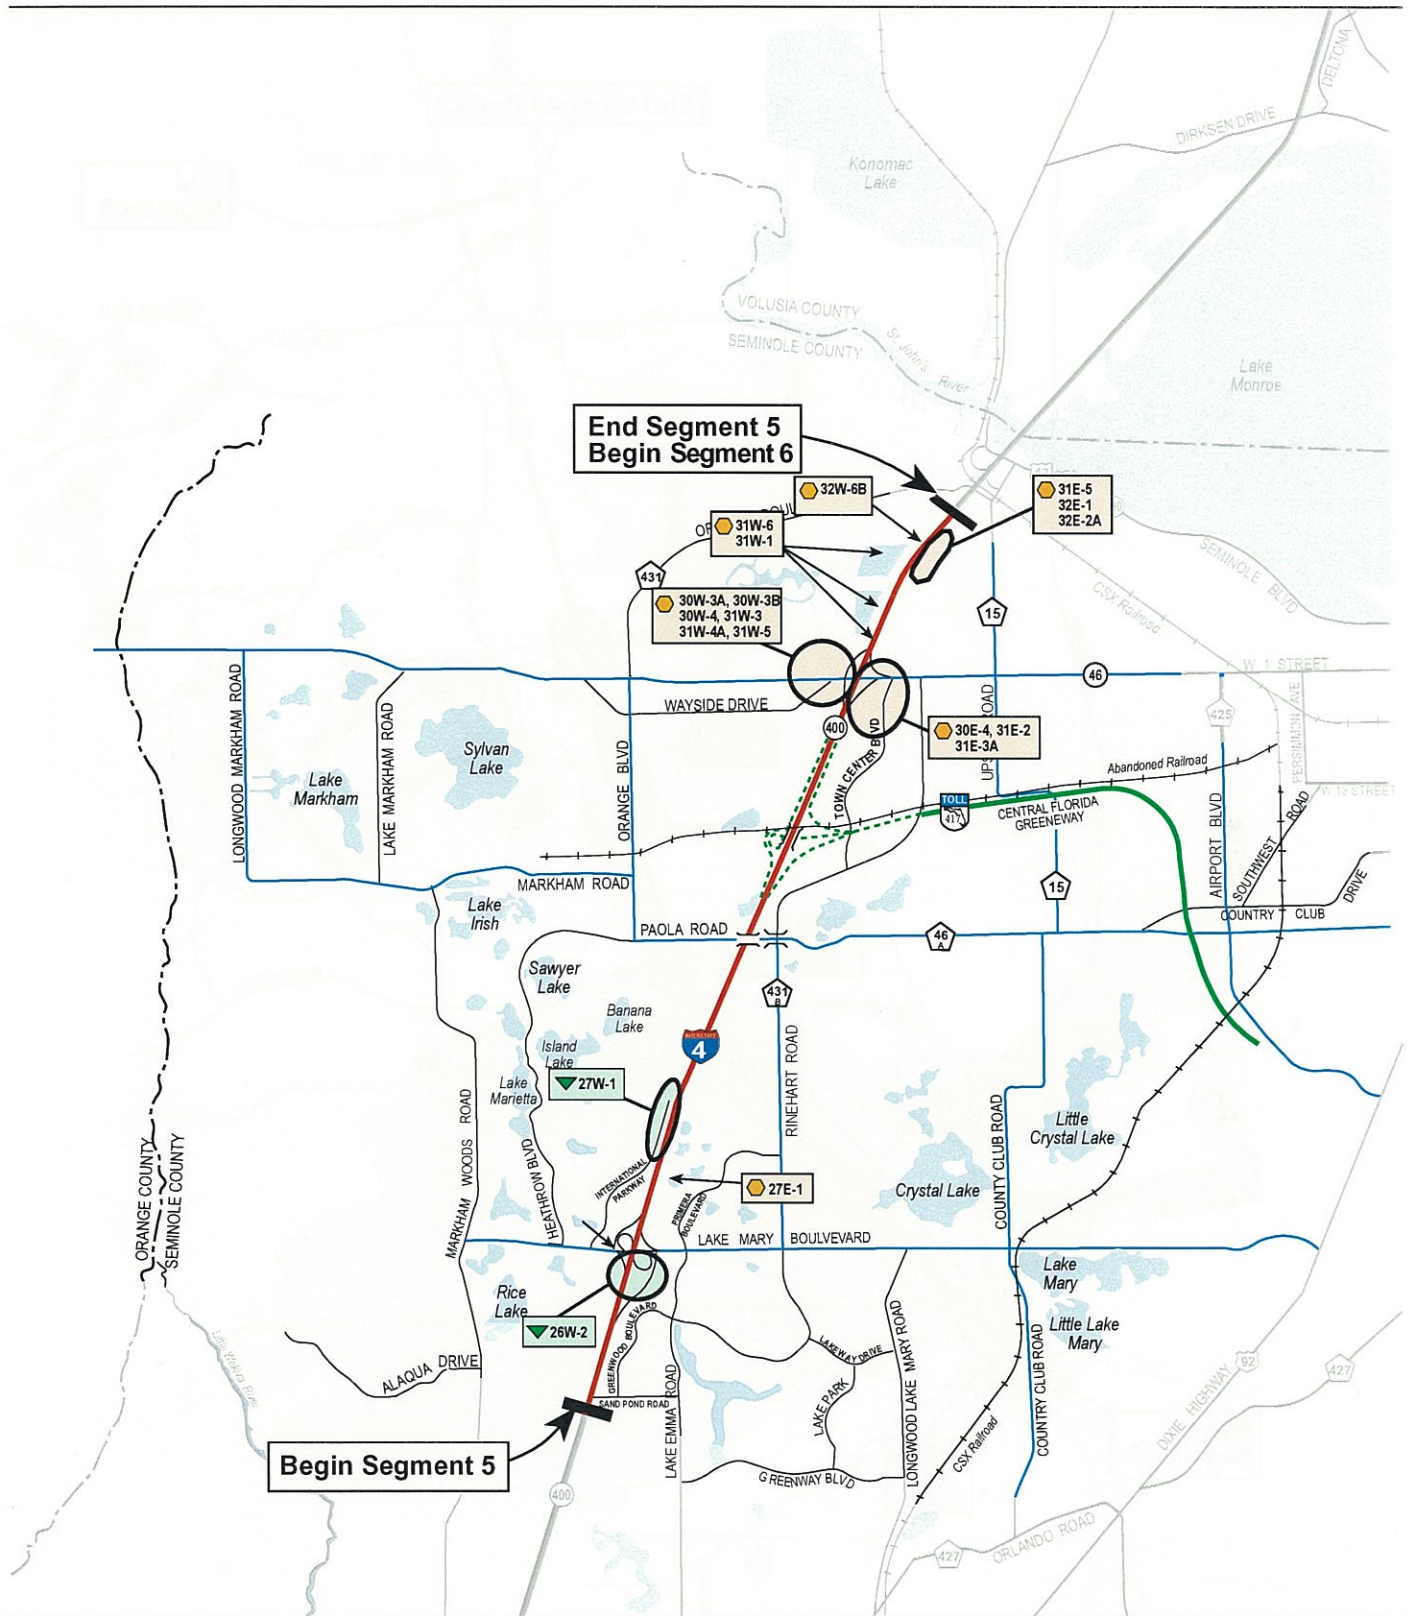 DELTONA
DIRKSEN DRIVE
Konomac
Lake
VOLUSIA COUNTY
SEMINOLE COUNTY
St. John's River
Lake
Monroe
End Segment 5
Begin Segment 6
32W-6B
31E-5
32E-1
32E-2A
31W-6
31W-1
431
30W-3A, 30W-3B
30W-4, 31W-3
31W-4A, 31W-5
SEMINOLE BLVD
CSX Railroad
15
W. 1 STREET
46
LONGWOOD MARKHAM ROAD
LAKE MARKHAM ROAD
WAYSIDE DRIVE
400
30E-4, 31E-2
31E-3A
425
PERSIMMON AVE
Sylvan
Lake
Lake
Markham
ORANGE BLVD
TOWN CENTER BLVD
Abandoned Railroad
TOLL
417
CENTRAL FLORIDA
GREENEWAY
W. 13 STREET
AIRPORT BLVD
SOUTHWEST ROAD
MARKHAM ROAD
15
COUNTRY CLUB DRIVE
Lake
Irish
PAOLA ROAD
46
A
Sawyer
Lake
431
B
Banana
Lake
INTERSTATE
4
Island
Lake
Lake
Marietta
27W-1
RINEHART ROAD
COUNTY CLUB ROAD
Little
Crystal Lake
MARKHAM WOODS ROAD
HEATHROW BLVD
INTERNATIONAL
PARKWAY
27E-1
PRIMERA
BOULEVARD
Crystal Lake
ORANGE COUNTY
SEMINOLE COUNTY
LAKE MARY BOULVEVARD
Lake
Mary
Rice
Lake
26W-2
GREENWOOD BOULEVARD
Little Lake
Mary
Little Wekiva River
ALAQUA DRIVE
LAKEWAY DRIVE
LONGWOOD LAKE MARY ROAD
COUNTRY CLUB ROAD
92
427
SAND POND ROAD
LAKE EMMA ROAD
LAKE PARK
DIXIE HIGHWAY
Begin Segment 5
CSX Railroad
GREENWAY BLVD
400
427
ORLANDO ROAD